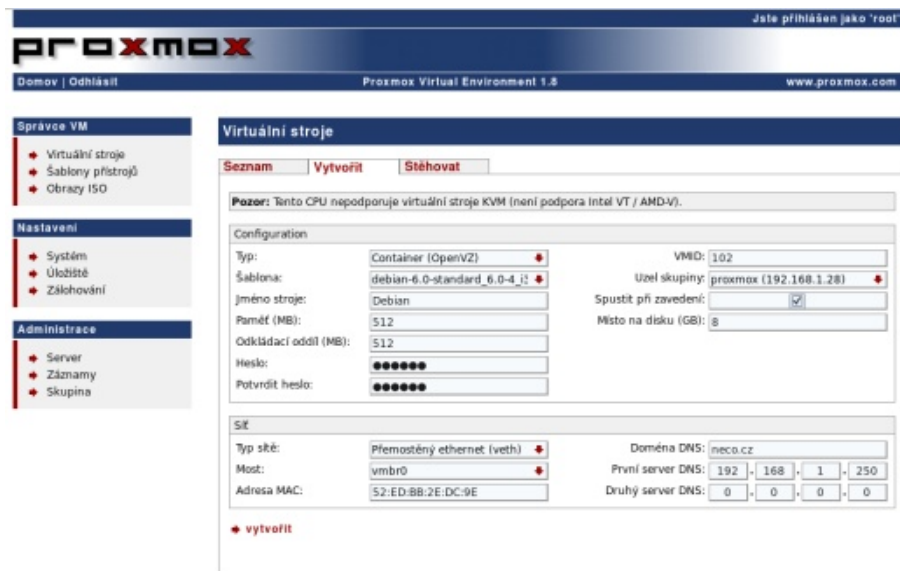 Jste přihlášen jako 'root'
proxmox
Domov | Odhlásit
Proxmox Virtual Environment 1.8
www.proxmox.com
Správce VM
Virtuální stroje
Šablony přístrojů
Obrazy ISO
Nastavení
Systém
Úložiště
Zálohování
Administrace
Server
Záznamy
Skupina
Virtuální stroje
Seznam
Vytvořit
Stěhovat
Pozor: Tento CPU nepodporuje virtuální stroje KVM (není podpora Intel VT / AMD-V).
Configuration
Typ: Container (OpenVZ)
Šablona: debian-6.0-standard_6.0-4_i
Jméno stroje: Debian
Paměť (MB): 512
Odkládací oddíl (MB): 512
Heslo: ●●●●●●
Potvrdit heslo: ●●●●●●
VMID: 102
Uzel skupiny: proxmox (192.168.1.28)
Spustit při zavedení:
Místo na disku (GB): 8
Síť
Typ sítě: Přemostěný ethernet (veth)
Most: vmbr0
Adresa MAC: 52:ED:BB:2E:DC:9E
Doména DNS: neco.cz
První server DNS: 192 . 168 . 1 . 250
Druhý server DNS: 0 . 0 . 0 . 0
vytvořit